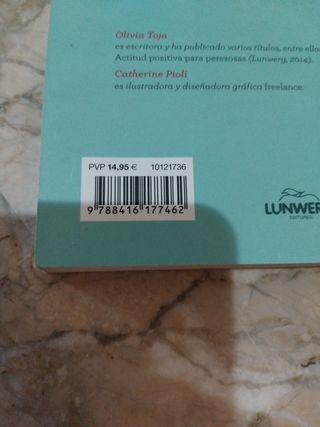 Olivia Toja
es escritora y ha publicado varios títulos, entre ellos
Actitud positiva para perezosas (Lunwerg, 2014).
Catherine Pioli
es ilustradora y diseñadora gráfica freelance.
PVP 14,95 € 10121736
9 788416 177462
LUNWER
EDITORES